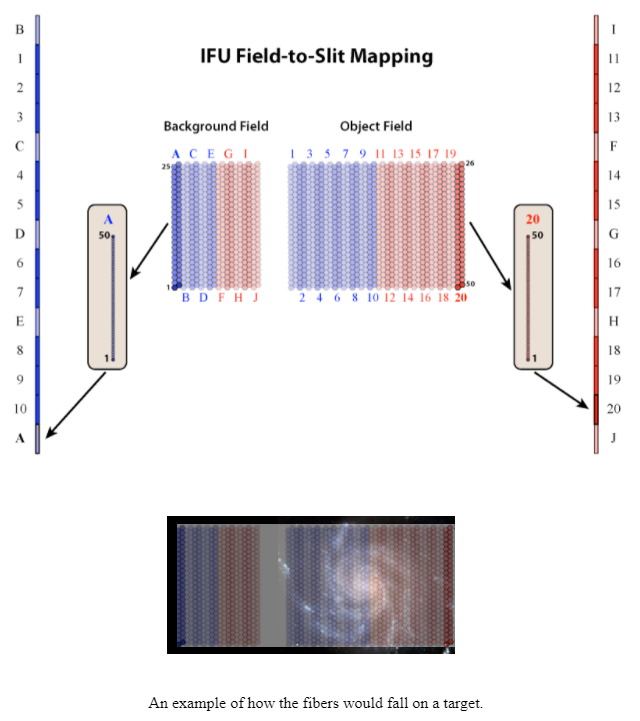 IFU Field-to-Slit Mapping
Background Field
Object Field
A C E G I
1 3 5 7 9 11 13 15 17 19
25
1
26
50
B D F H J
2 4 6 8 10 12 14 16 18 20
B
1
2
3
C
4
5
D
6
7
E
8
9
10
A
A
50
1
20
50
1
I
11
12
13
F
14
15
G
16
17
H
18
19
20
J
An example of how the fibers would fall on a target.